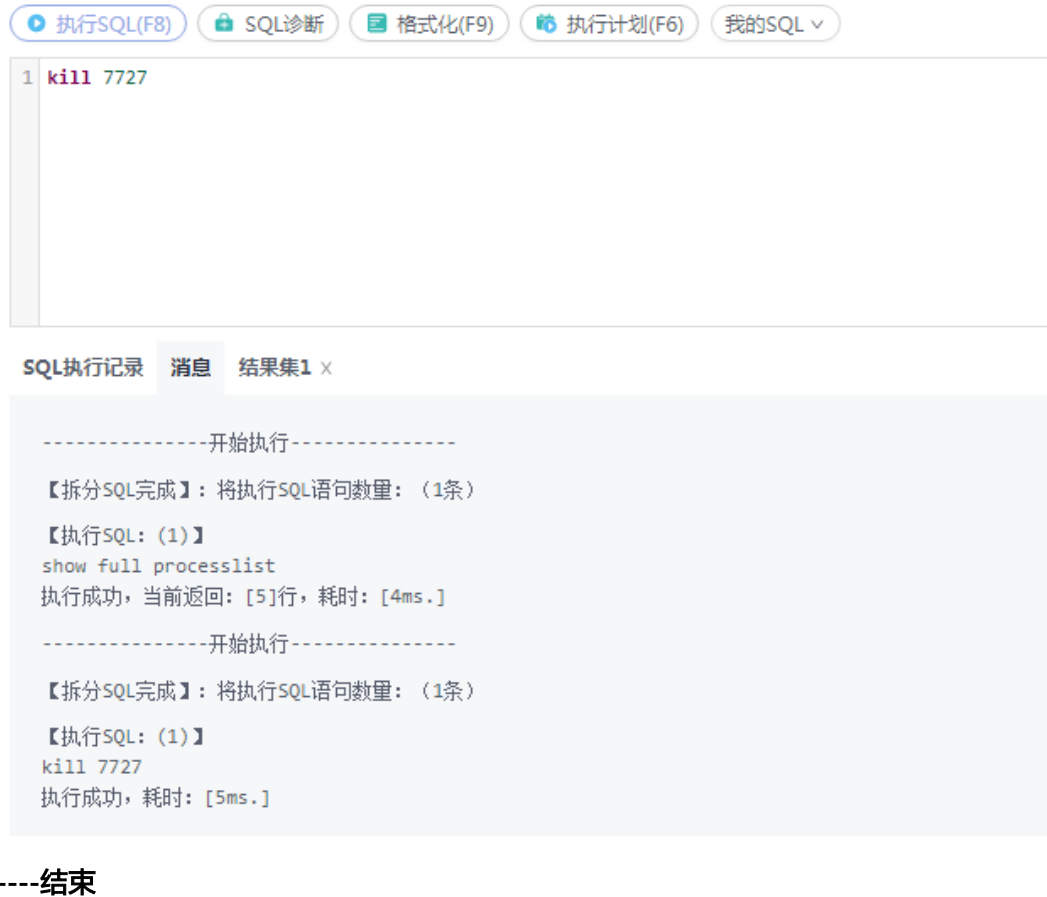 执行SQL(F8) SQL诊断 格式化(F9) 执行计划(F6) 我的SQL
1 kill 7727
SQL执行记录 消息 结果集1 x
---------------开始执行---------------
【拆分SQL完成】：将执行SQL语句数量：（1条）
【执行SQL：(1)】
show full processlist
执行成功，当前返回：[5]行，耗时：[4ms.]
---------------开始执行---------------
【拆分SQL完成】：将执行SQL语句数量：（1条）
【执行SQL：(1)】
kill 7727
执行成功，耗时：[5ms.]
----结束